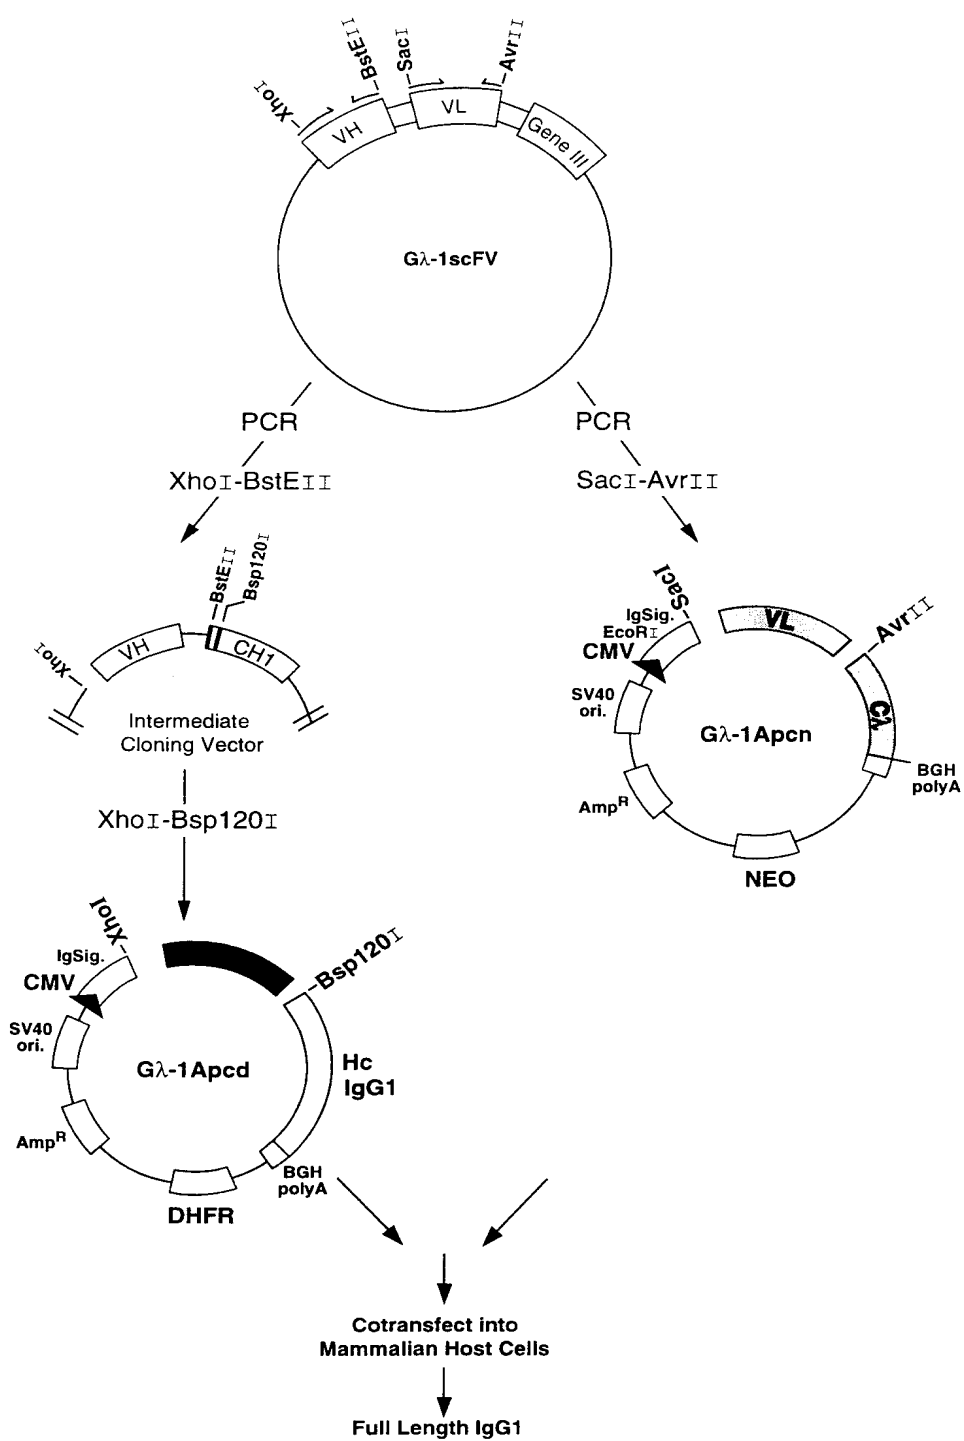 XhoI
BstEII
SacI
AvrII
VH
VL
Gene III
Gλ-1scFV
PCR
PCR
XhoI-BstEII
SacI-AvrII
BstEII
Bsp120I
XhoI
VH
CH1
Intermediate
Cloning Vector
SacI
IgSig.
EcoRI
CMV
VL
AvrII
SV40
ori.
Gλ-1Apcn
Cλ
BGH
polyA
AmpR
NEO
XhoI-Bsp120I
XhoI
IgSig.
CMV
Bsp120I
SV40
ori.
Gλ-1Apcd
Hc
IgG1
AmpR
BGH
polyA
DHFR
Cotransfect into
Mammalian Host Cells
Full Length IgG1